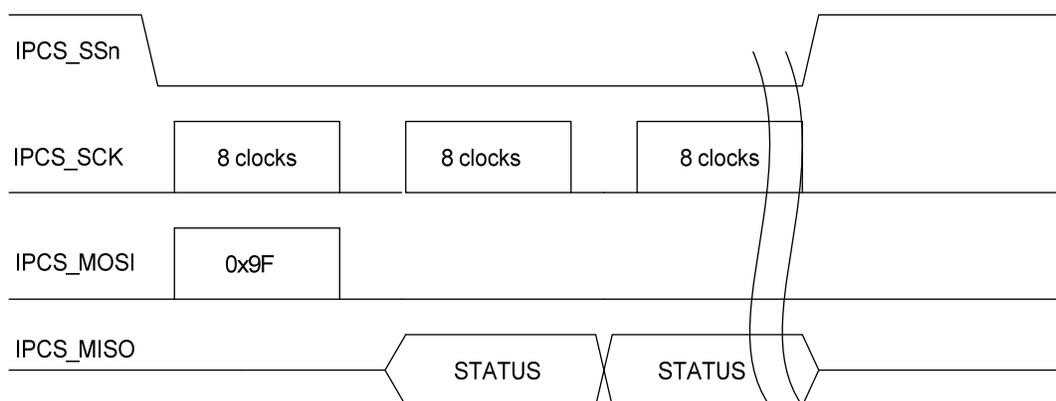 IPCS_SSn
IPCS_SCK 8 clocks 8 clocks 8 clocks
IPCS_MOSI 0x9F
IPCS_MISO STATUS STATUS